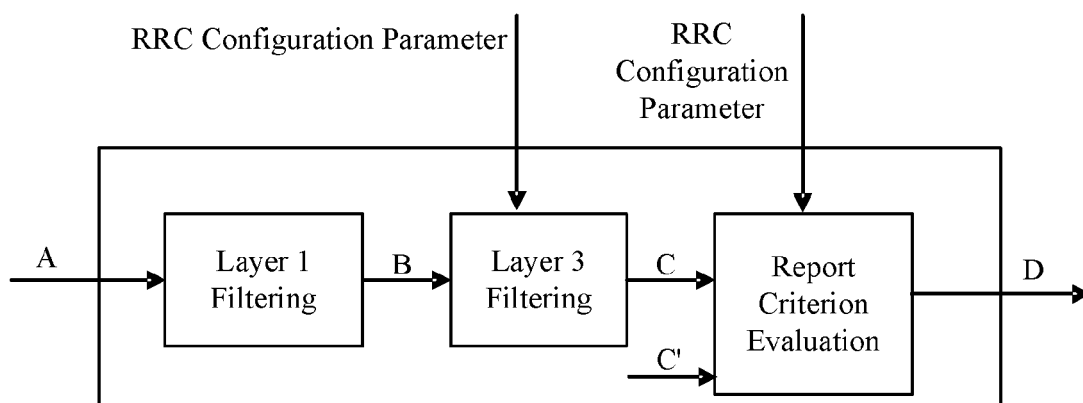 RRC Configuration Parameter
RRC
Configuration
Parameter
A
Layer 1
Filtering
B
Layer 3
Filtering
C
C'
Report
Criterion
Evaluation
D